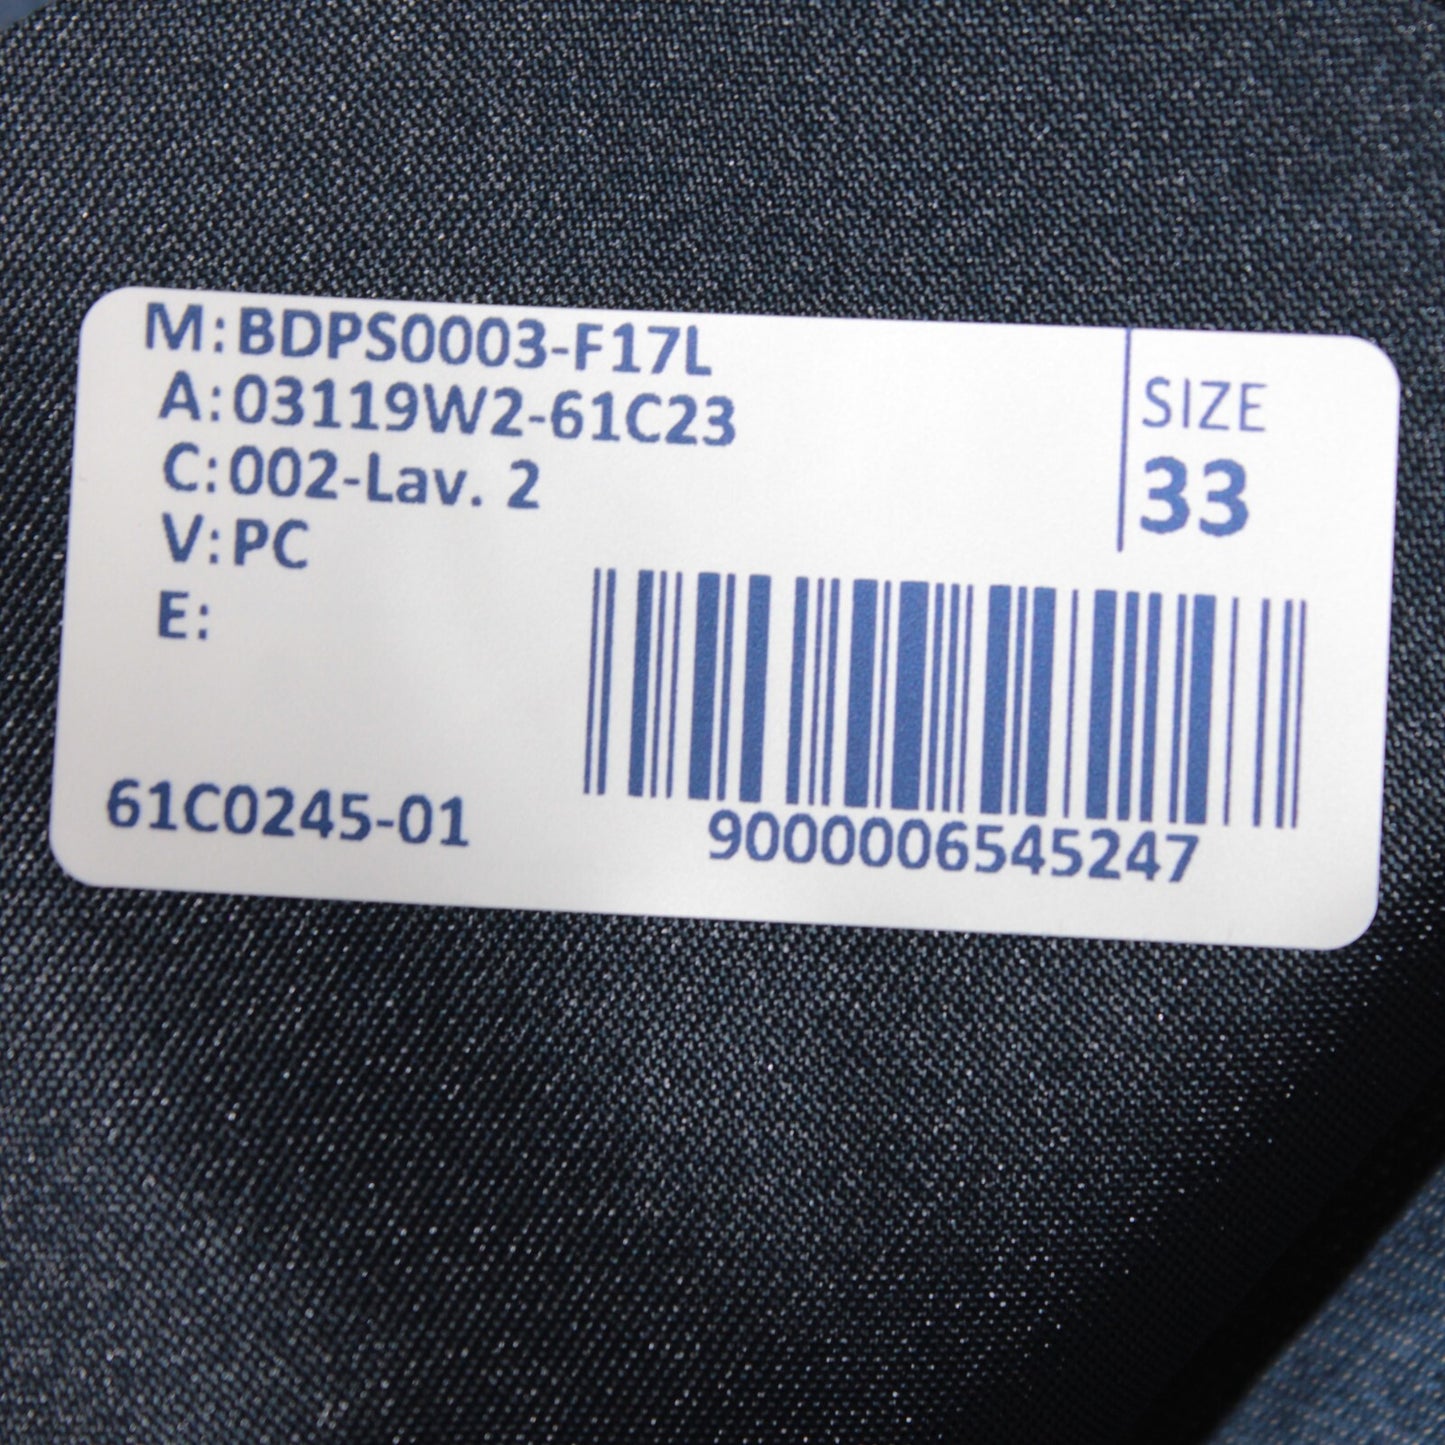 M: BDPS0003-F17L
A: 03119W2-61C23
C: 002-Lav. 2
V: PC
E:
SIZE
33
61C0245-01
9000006545247